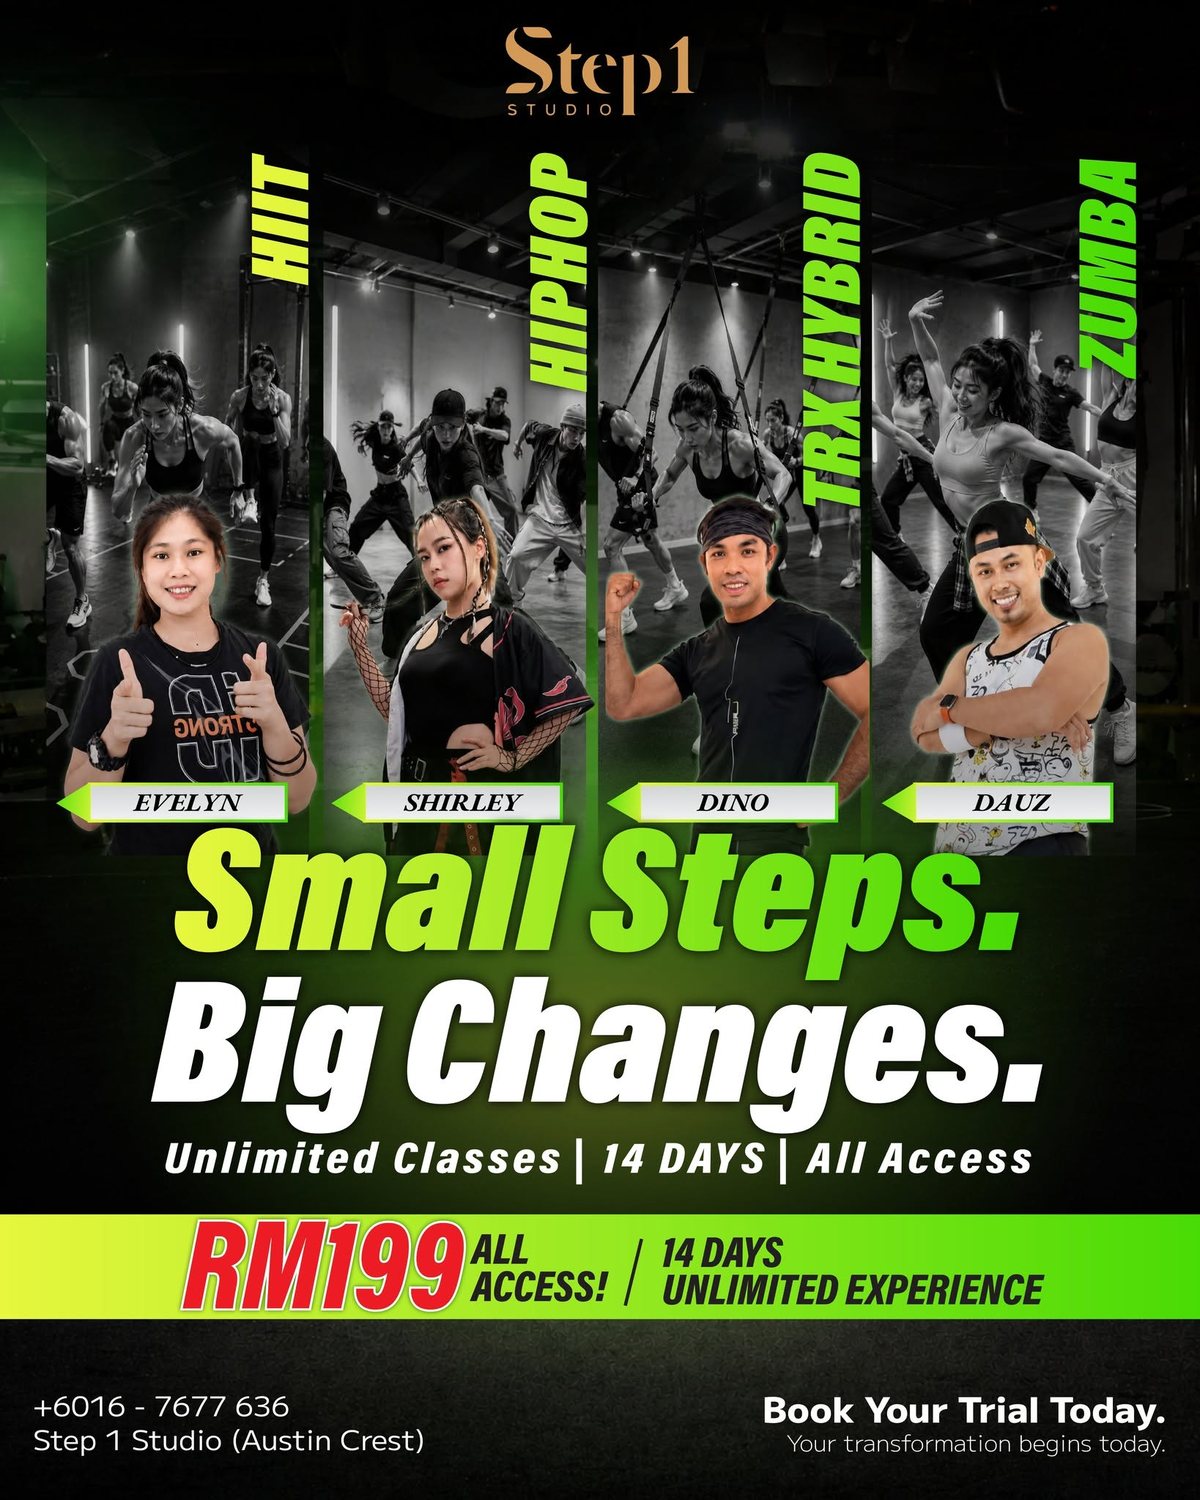 Step1
STUDIO
HIIT
HIPHOP
TRX HYBRID
ZUMBA
STRONG
EVELYN
SHIRLEY
DINO
DAUZ
Small Steps.
Big Changes.
Unlimited Classes | 14 DAYS | All Access
RM199 ALL ACCESS! / 14 DAYS UNLIMITED EXPERIENCE
+6016 - 7677 636
Step 1 Studio (Austin Crest)
Book Your Trial Today.
Your transformation begins today.